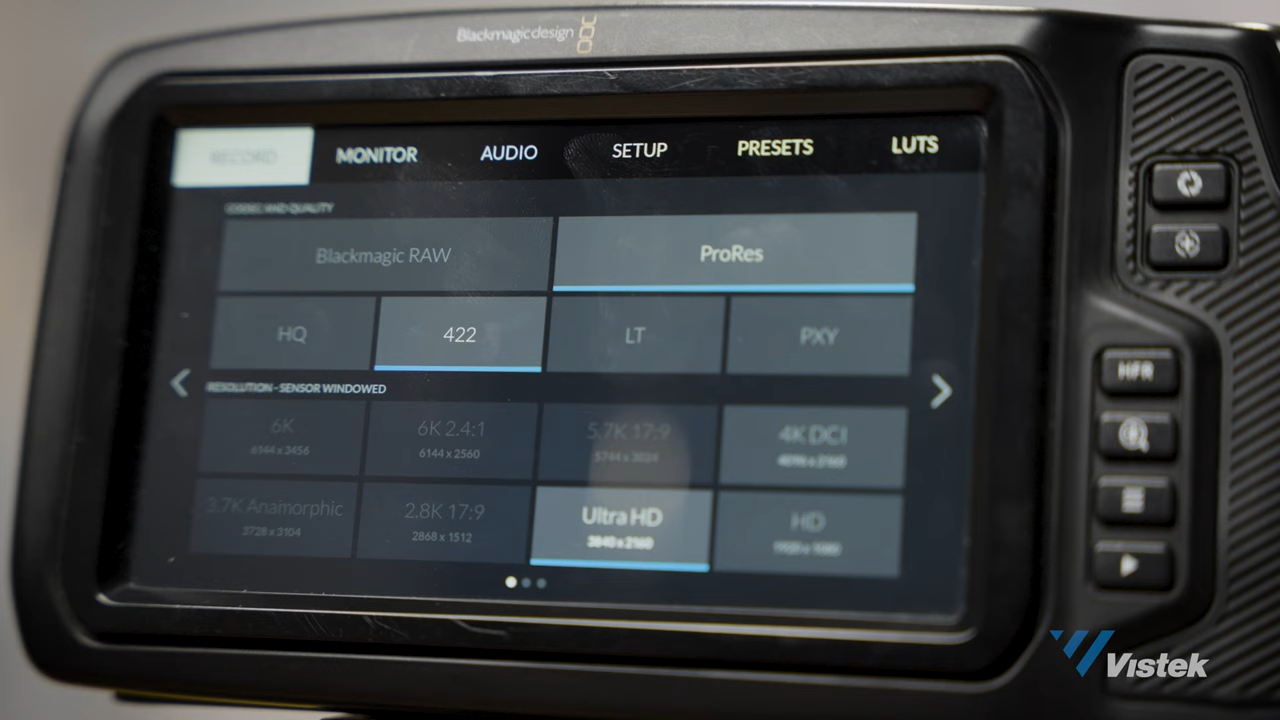 Blackmagicdesign
RECORD MONITOR AUDIO SETUP PRESETS LUTS
CODEC AND QUALITY
Blackmagic RAW ProRes
HQ 422 LT PXY
RESOLUTION - SENSOR WINDOWED
6K 6K 2.4:1 5.7K 17:9 4K DCI
6144 x 3456 6144 x 2560 5744 x 3024 4096 x 2160
3.7K Anamorphic 2.8K 17:9 Ultra HD HD
3728 x 3104 2868 x 1512 3840 x 2160 1920 x 1080
HFR
Vistek